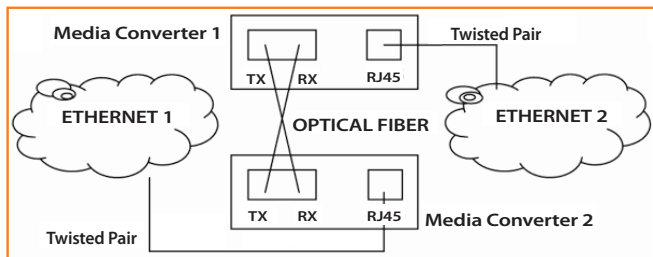 Media Converter 1
Twisted Pair
TX RX RJ45
ETHERNET 1
OPTICAL FIBER
ETHERNET 2
TX RX RJ45
Media Converter 2
Twisted Pair